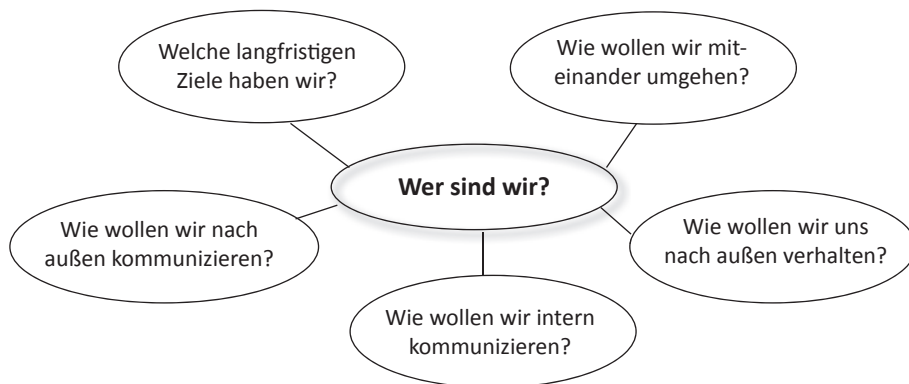 Welche langfristigen
Ziele haben wir?
Wie wollen wir mit-
einander umgehen?
Wer sind wir?
Wie wollen wir nach
außen kommunizieren?
Wie wollen wir uns
nach außen verhalten?
Wie wollen wir intern
kommunizieren?